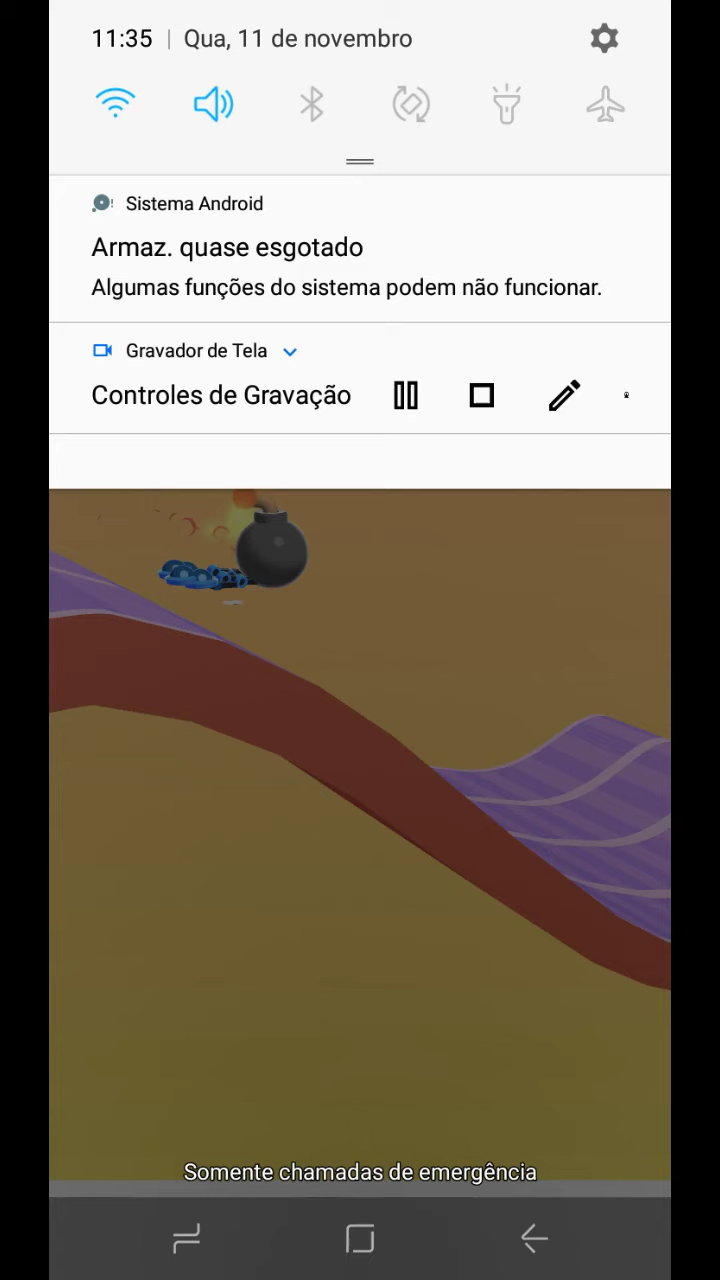 11:35 | Qua, 11 de novembro
Sistema Android
Armaz. quase esgotado
Algumas funções do sistema podem não funcionar.
Gravador de Tela
Controles de Gravação
Somente chamadas de emergência